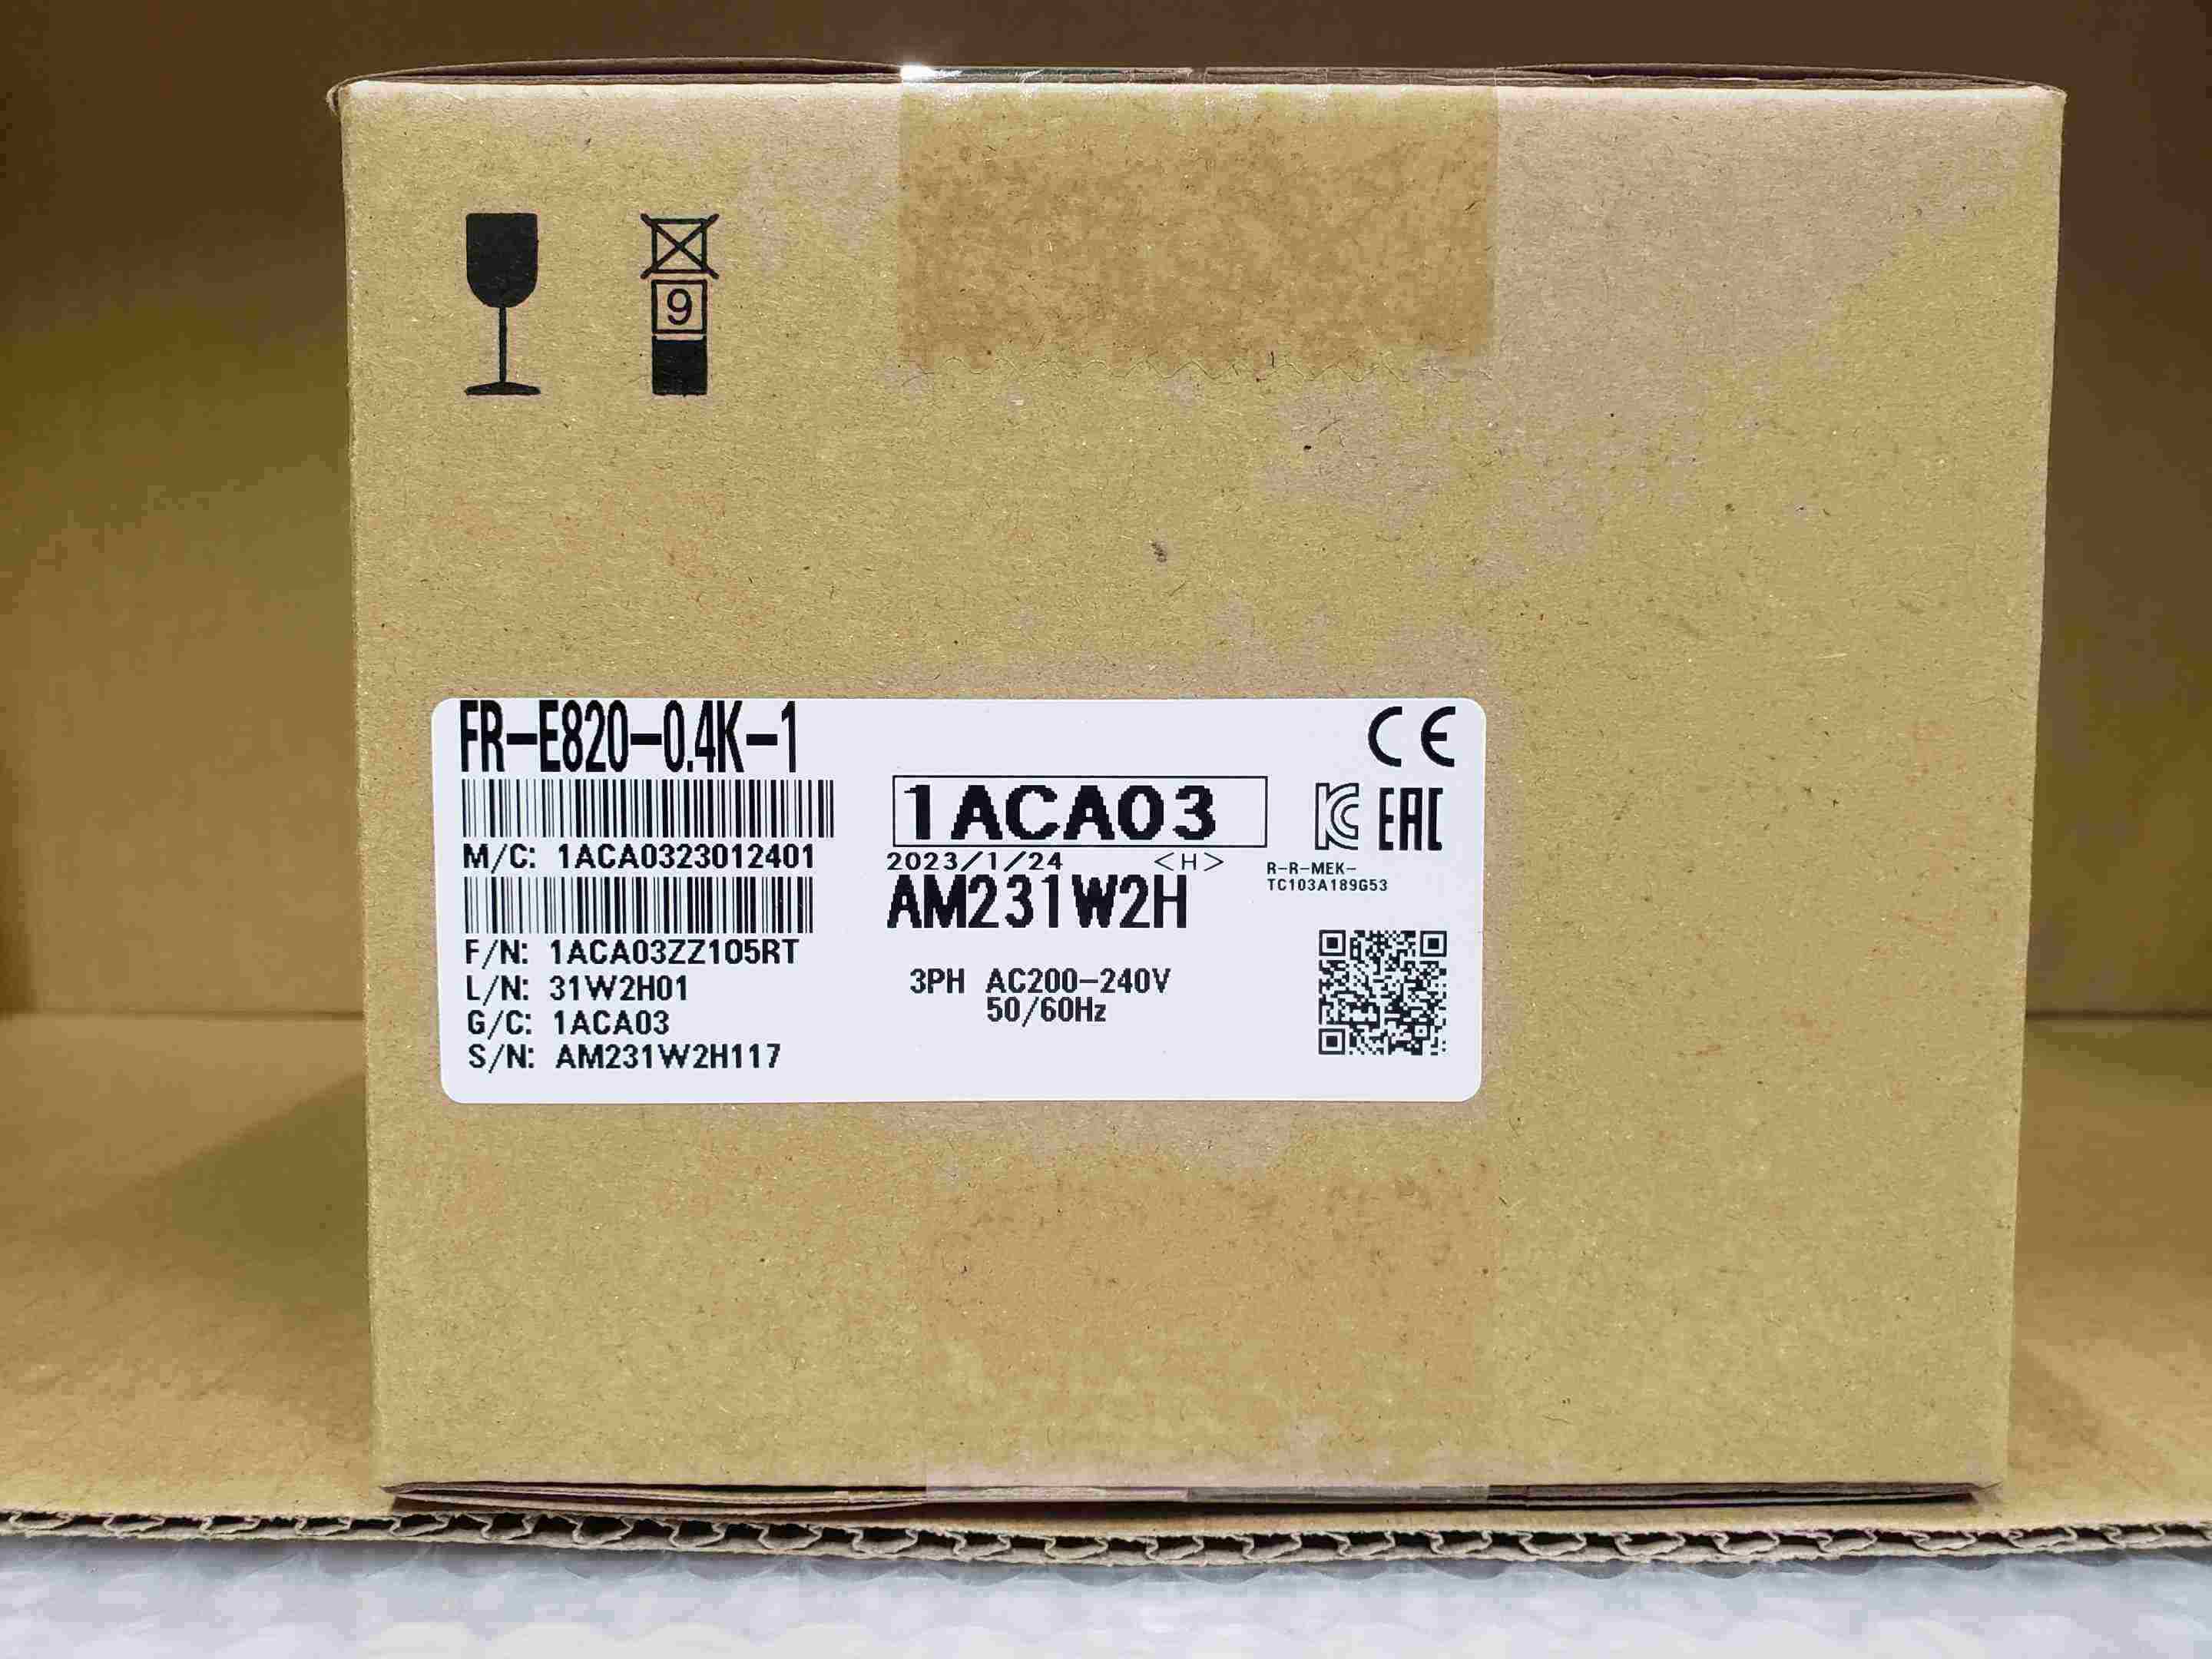 9
FR-E820-0.4K-1
CE
1ACA03
EAC
M/C: 1ACA0323012401
2023/1/24 <H>
R-R-MEK-
TC103A189G53
AM231W2H
F/N: 1ACA03ZZ105RT
L/N: 31W2H01
G/C: 1ACA03
S/N: AM231W2H117
3PH AC200-240V
50/60Hz